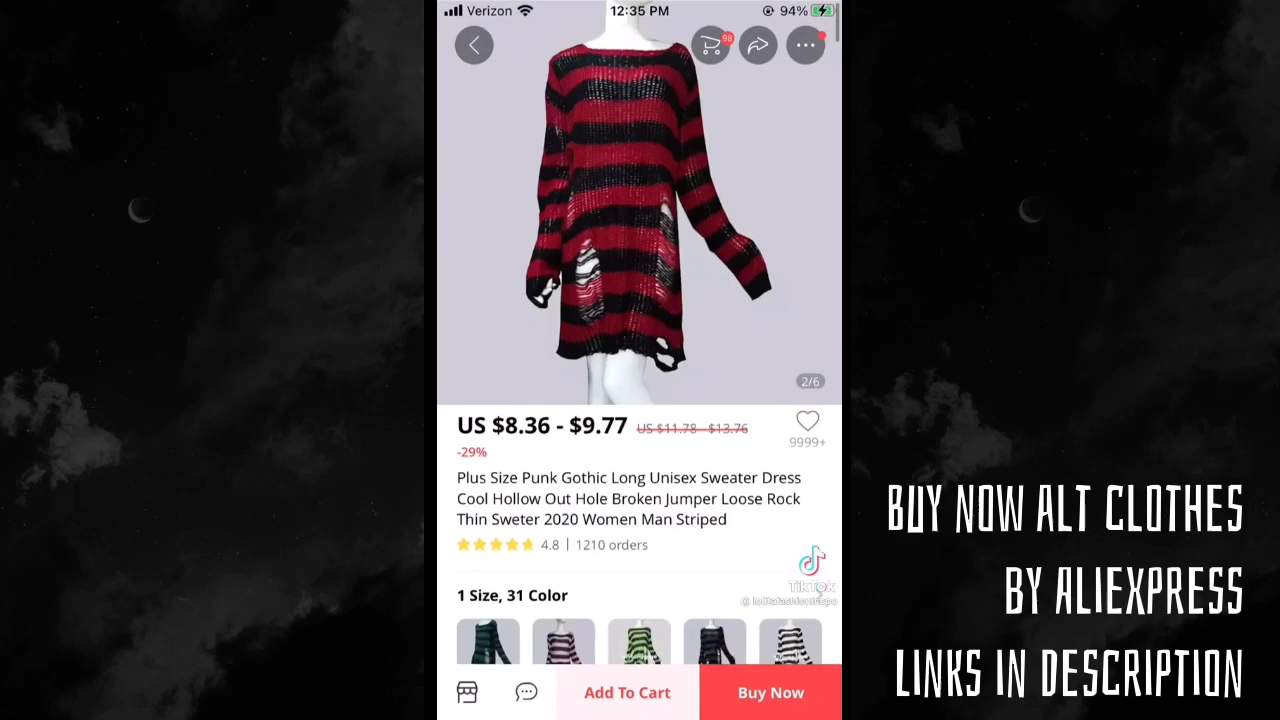 Verizon 12:35 PM 94%
98
2/6
US $8.36 - $9.77 US $11.78 - $13.76
9999+
-29%
Plus Size Punk Gothic Long Unisex Sweater Dress
Cool Hollow Out Hole Broken Jumper Loose Rock
Thin Sweter 2020 Women Man Striped
4.8 | 1210 orders
TikTok
@lolitafashioninspo
1 Size, 31 Color
Add To Cart
Buy Now
BUY NOW ALT CLOTHES
BY ALIEXPRESS
LINKS IN DESCRIPTION